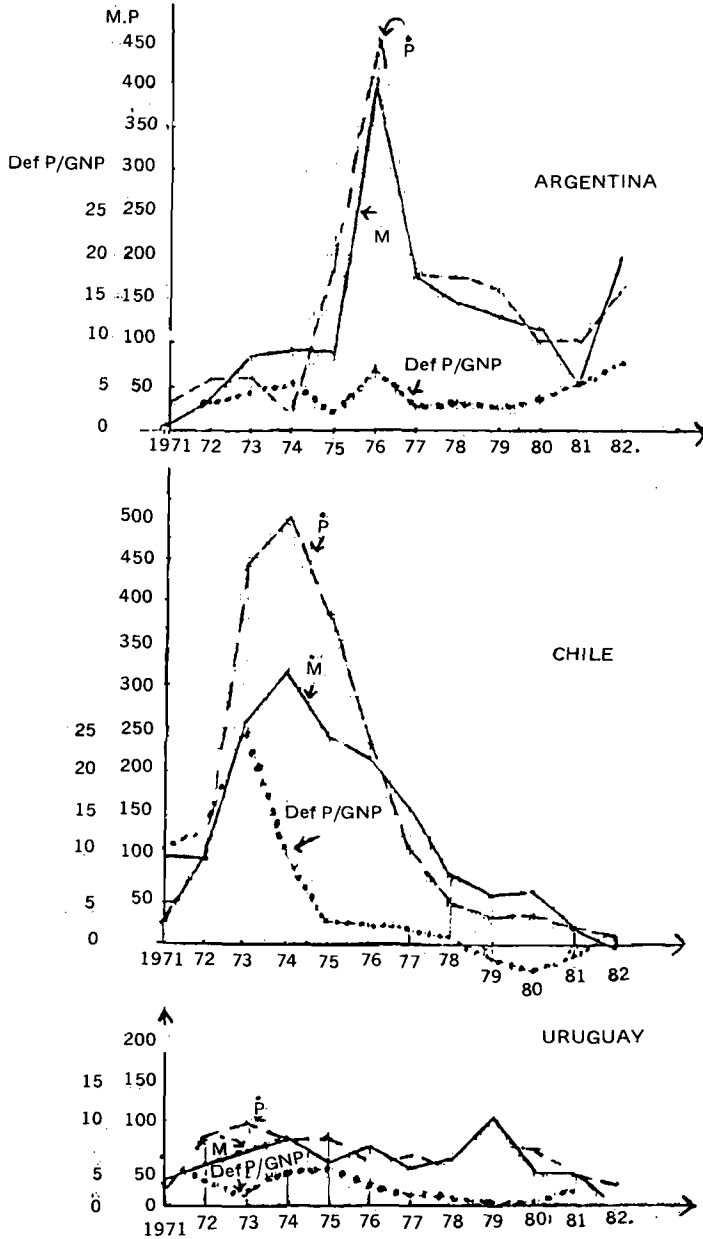 M.P
450
Ṗ
400
350
Def P/GNP 300
ARGENTINA
25 250
M
20 200
15 150
10 100
Def P/GNP
5 50
0
1971 72 73 74 75 76 77 78 79 80 81 82.
500
Ṗ
450
400
350
CHILE
Ṁ
300
25 250
20 200
15 150
Def P/GNP
10 100
5 50
0
1971 72 73 74 75 76 77 78 79 80 81 82
URUGUAY
200
15 150
Ṗ
10 100
Ṁ
Def P/GNP
5 50
0 0
1971 72 73 74 75 76 77 78 79 80 81 82.